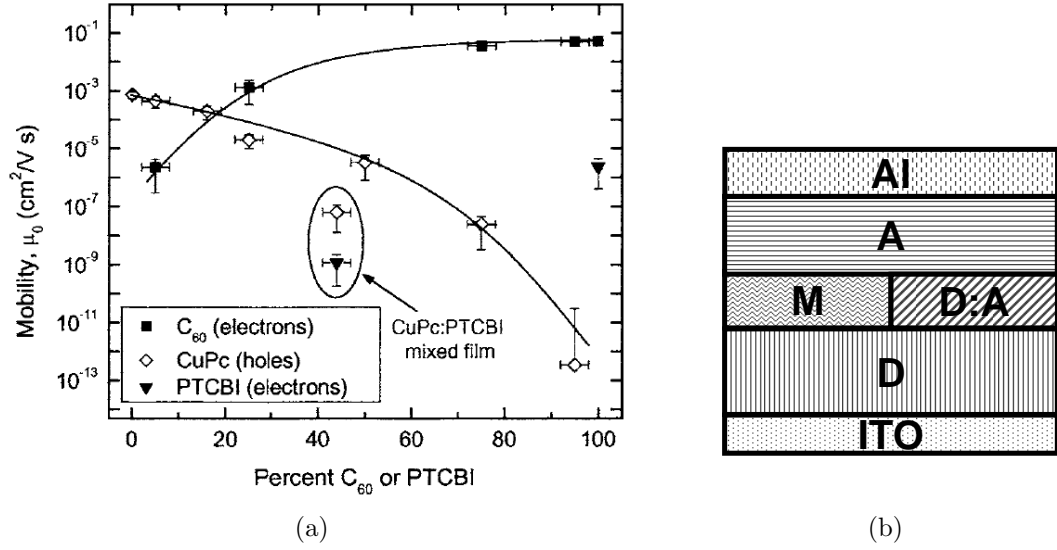 10⁻¹
10⁻³
10⁻⁵
10⁻⁷
10⁻⁹
10⁻¹¹
10⁻¹³
Mobility, μ₀ (cm²/V s)
C₆₀ (electrons)
CuPc (holes)
PTCBI (electrons)
CuPc:PTCBI
mixed film
0 20 40 60 80 100
Percent C₆₀ or PTCBI
(a)
Al
A
M D:A
D
ITO
(b)